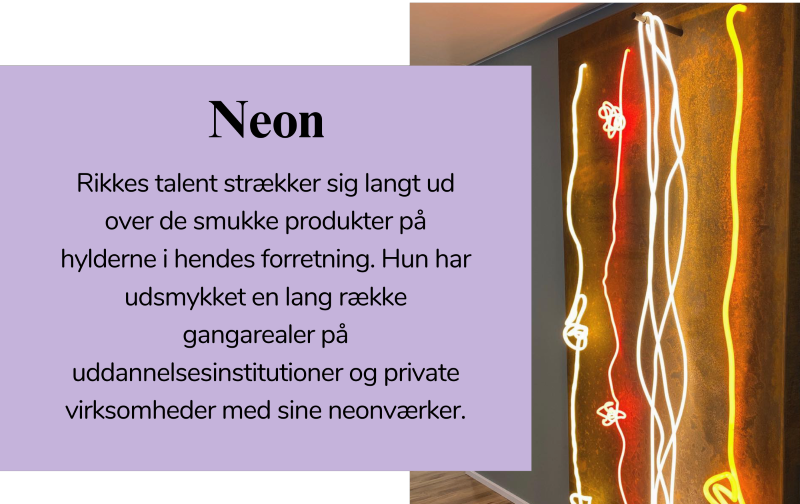 Neon
Rikkes talent strækker sig langt ud
over de smukke produkter på
hylderne i hendes forretning. Hun har
udsmykket en lang række
gangarealer på
uddannelsesinstitutioner og private
virksomheder med sine neonværker.